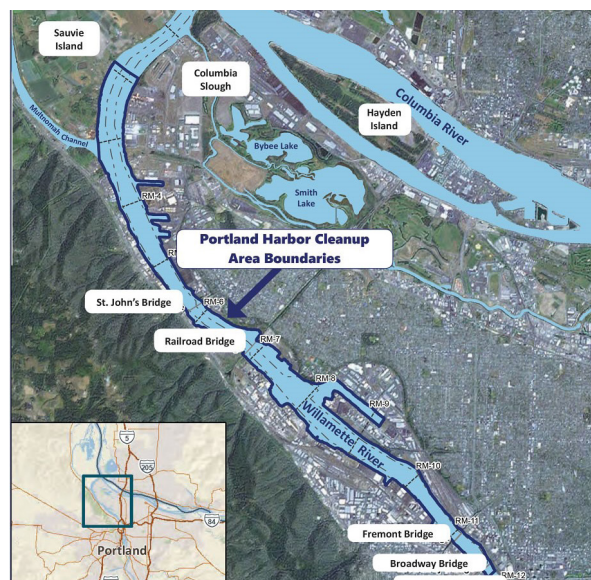 Sauvie
Island
Columbia
Slough
Columbia River
Hayden
Island
Multnomah Channel
Bybee Lake
Smith
Lake
RM-4
Portland Harbor Cleanup
Area Boundaries
St. John's Bridge
RM-6
Railroad Bridge
RM-7
RM-8
RM-9
Willamette River
RM-10
RM-11
Fremont Bridge
Broadway Bridge
RM-12
5
205
84
Portland